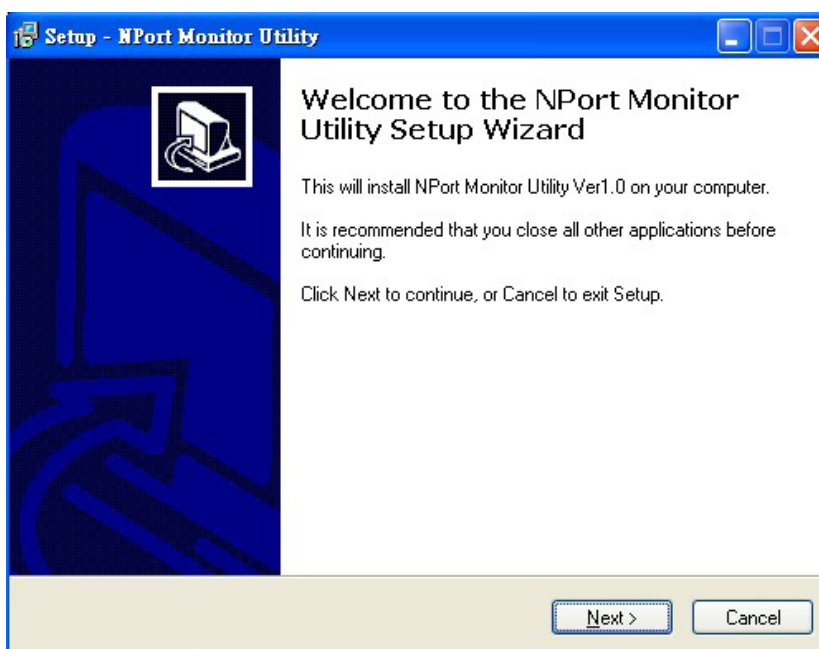 Setup - NPort Monitor Utility
Welcome to the NPort Monitor
Utility Setup Wizard
This will install NPort Monitor Utility Ver1.0 on your computer.
It is recommended that you close all other applications before
continuing.
Click Next to continue, or Cancel to exit Setup.
Next >
Cancel